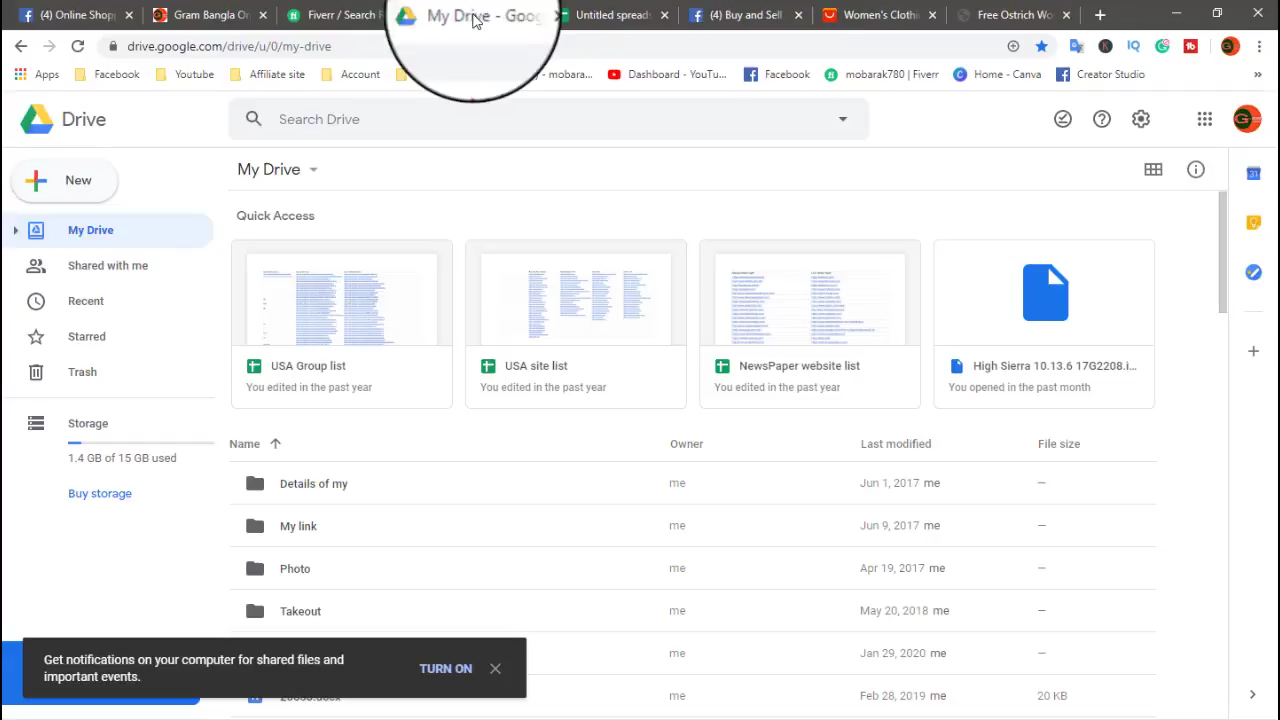 (4) Online Shop
Gram Bangla On
Fiverr / Search R
My Drive - Goog
Untitled spreads
(4) Buy and Sell
Free District Wo
drive.google.com/drive/u/0/my-drive
Apps
Facebook
Youtube
Affiliate site
Account
- mobara...
Dashboard - YouTu...
Facebook
mobarak780 | Fiverr
Home - Canva
Creator Studio
»
Drive
Search Drive
New
My Drive
Quick Access
My Drive
Shared with me
Recent
Starred
Trash
Storage
1.4 GB of 15 GB used
Buy storage
USA Group list
You edited in the past year
USA site list
You edited in the past year
NewsPaper website list
You edited in the past year
High Sierra 10.13.6 17G2208.i...
You opened in the past month
Name Owner Last modified File size
Details of my me Jun 1, 2017 me —
My link me Jun 9, 2017 me —
Photo me Apr 19, 2017 me —
Takeout me May 20, 2018 me —
me Jan 29, 2020 me —
me Feb 28, 2019 me 20 KB
Get notifications on your computer for shared files and
important events.
TURN ON
31